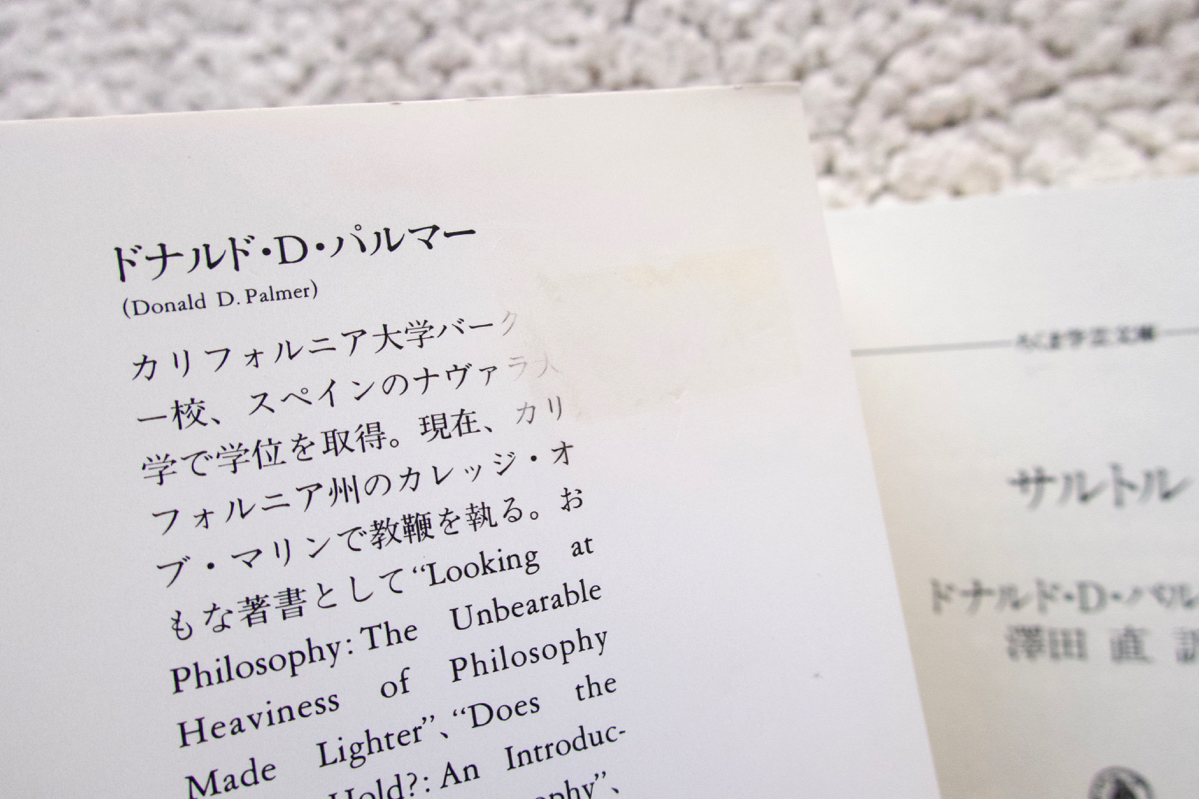 ドナルド・D・パルマー
(Donald D. Palmer)
カリフォルニア大学バーク
ー校、スペインのナヴァラ大
学で学位を取得。現在、カリ
フォルニア州のカレッジ・オ
ブ・マリンで教鞭を執る。お
もな著書として“Looking at
Philosophy: The Unbearable
Heaviness of Philosophy
Made Lighter”、“Does the
Hold?: An Introduc-
ophy”、
ちくま学芸文庫
サルトル
ドナルド・D・パル
澤田 直 訳